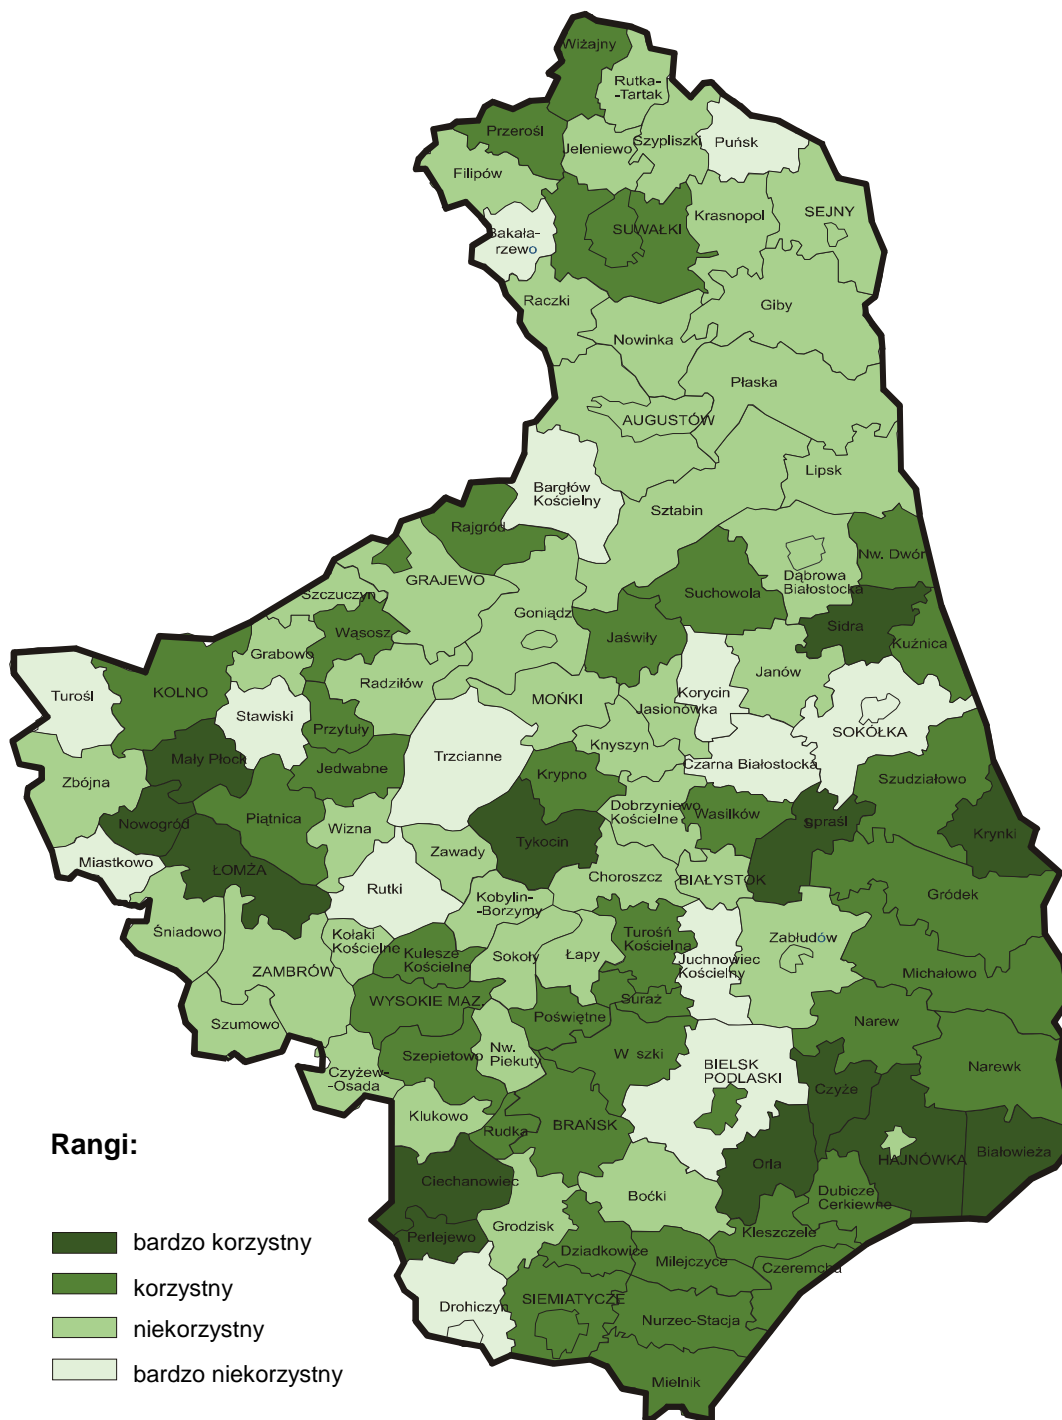 Wiżajny
Rutka-
-Tartak
Przerośl
Jeleniewo
Szypliszki
Puńsk
Filipów
Bakała-
rzewo
SUWAŁKI
Krasnopol
SEJNY
Raczki
Giby
Nowinka
Płaska
AUGUSTÓW
Lipsk
Bargłów
Kościelny
Sztabin
Rajgród
Nw. Dwór
GRAJEWO
Dąbrowa
Białostocka
Szczuczyn
Suchowola
Goniądz
Sidra
Wąsosz
Jaświły
Kuźnica
Grabowo
Janów
Radziłów
KOLNO
Turośl
Korycin
MOŃKI
Jasionówka
Stawiski
Przytuły
SOKÓŁKA
Knyszyn
Mały Płock
Trzcianne
Czarna Białostocka
Jedwabne
Krypno
Szudziałowo
Zbójna
Dobrzyniewo
Kościelne
Wasilków
Nowogród
Piątnica
Wizna
Spraśl
Krynki
Tykocin
Zawady
Miastkowo
ŁOMŻA
Choroszcz
BIAŁYSTOK
Rutki
Gródek
Kobylin-
-Borzymy
Śniadowo
Kołaki
Kościelne
Turośń
Kościelna
Zabłudów
Kulesze
Kościelne
Sokoły
Łapy
Juchnowiec
Kościelny
ZAMBRÓW
Michałowo
WYSOKIE MAZ.
Suraż
Szumowo
Poświętne
Narew
Szepietowo
Nw.
Piekuty
W szki
BIELSK
PODLASKI
Narewk
Czyżew-
-Osada
Czyże
Klukowo
Rudka
BRAŃSK
Rangi:
Orla
HAJNÓWKA
Białowieża
Ciechanowiec
Boćki
Dubicze
Cerkiewne
Grodzisk
Kleszczele
Perlejewo
bardzo korzystny
Dziadkowice
Milejczyce
Czeremcha
korzystny
SIEMIATYCZE
Drohiczyn
Nurzec-Stacja
niekorzystny
bardzo niekorzystny
Mielnik